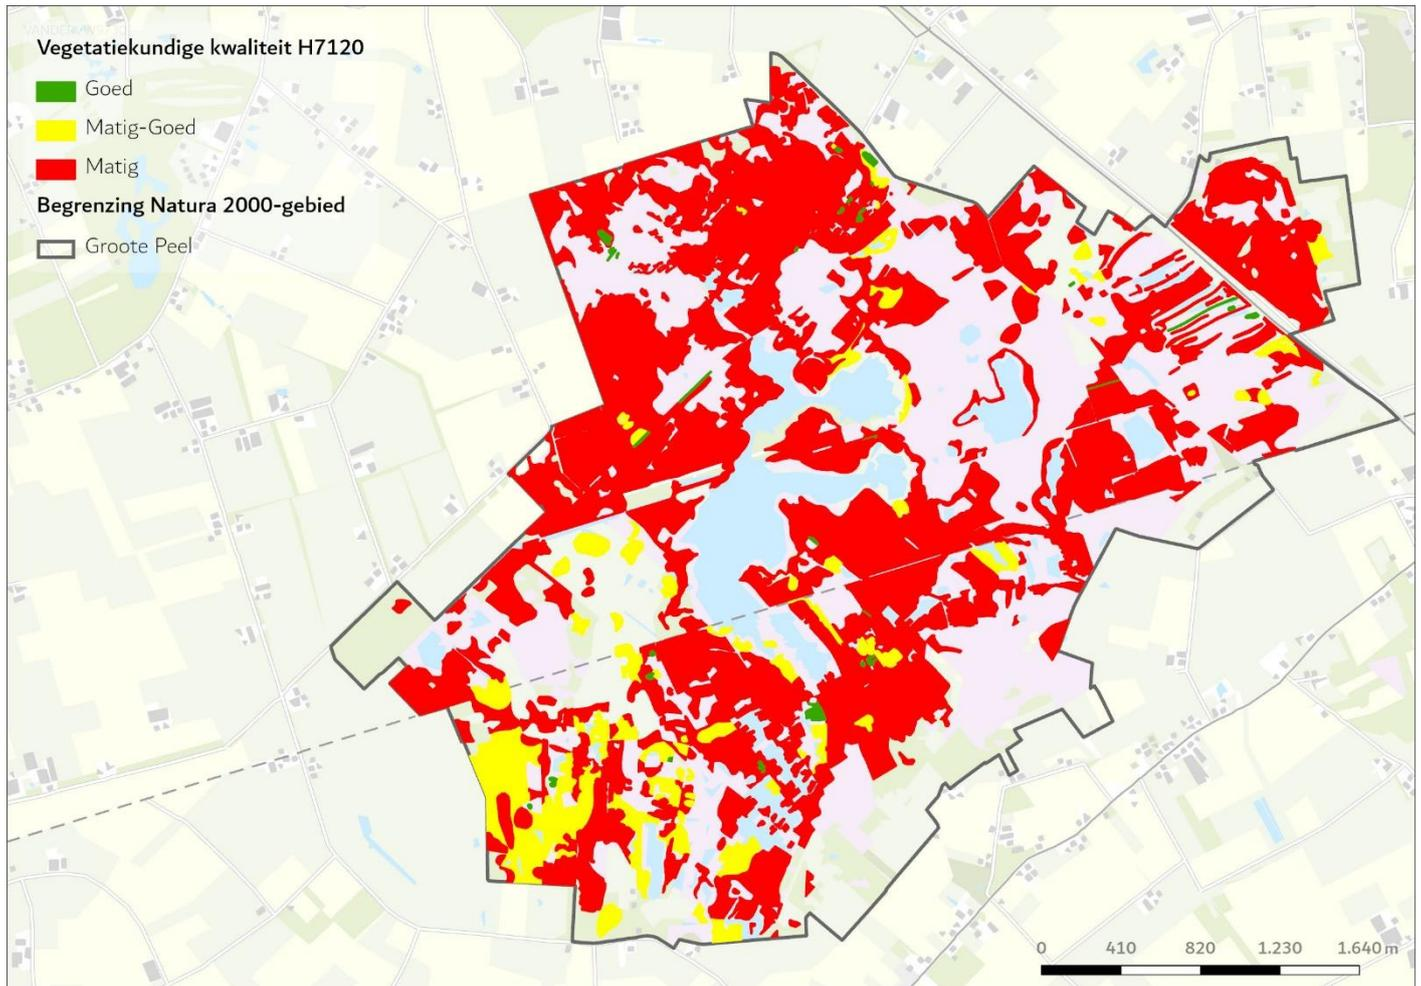 Vegetatiekundige kwaliteit H7120
Goed
Matig-Goed
Matig
Begrenzing Natura 2000-gebied
Groote Peel
0 410 820 1.230 1.640 m